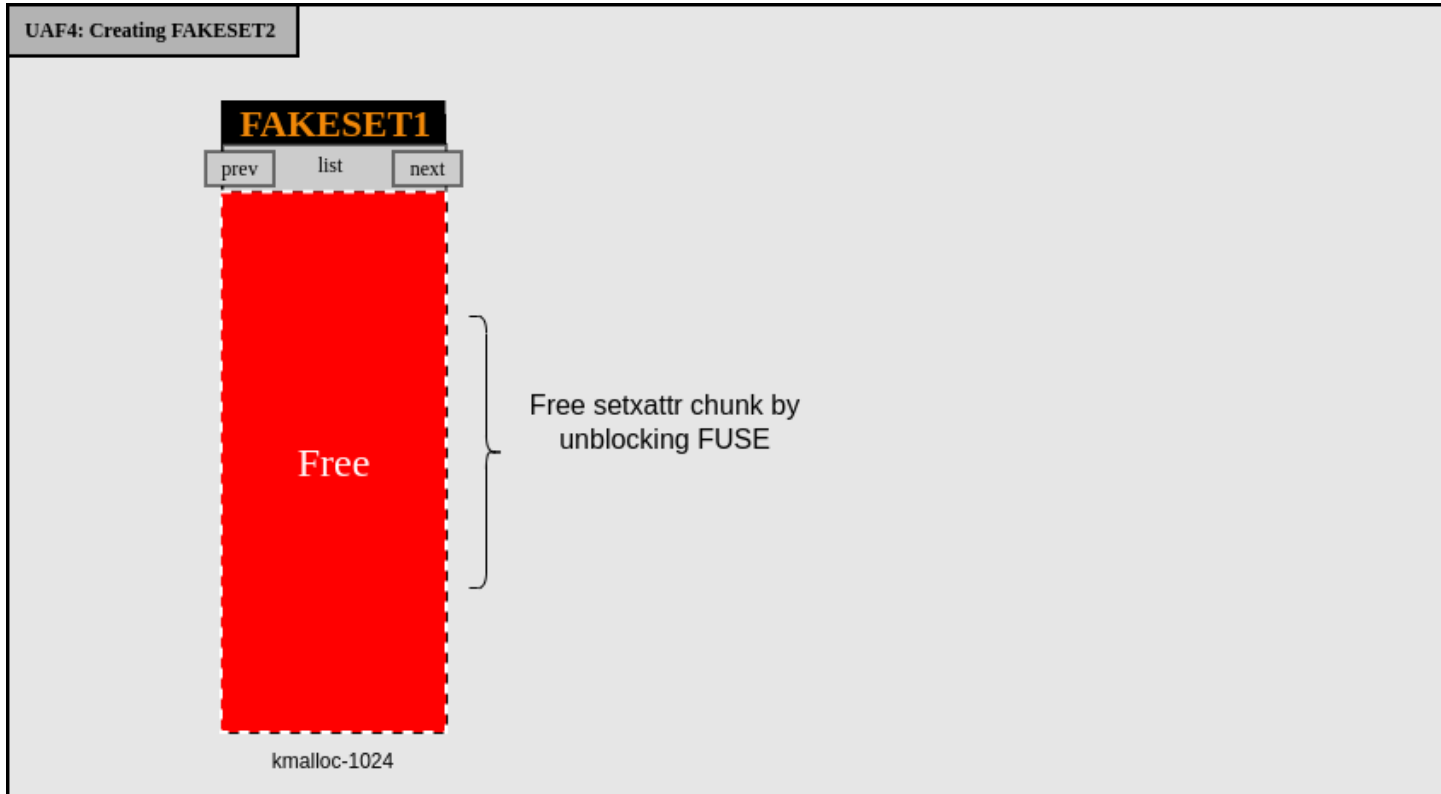 UAF4: Creating FAKESET2
FAKESET1
prev list next
Free setxattr chunk by
unblocking FUSE
Free
kmalloc-1024